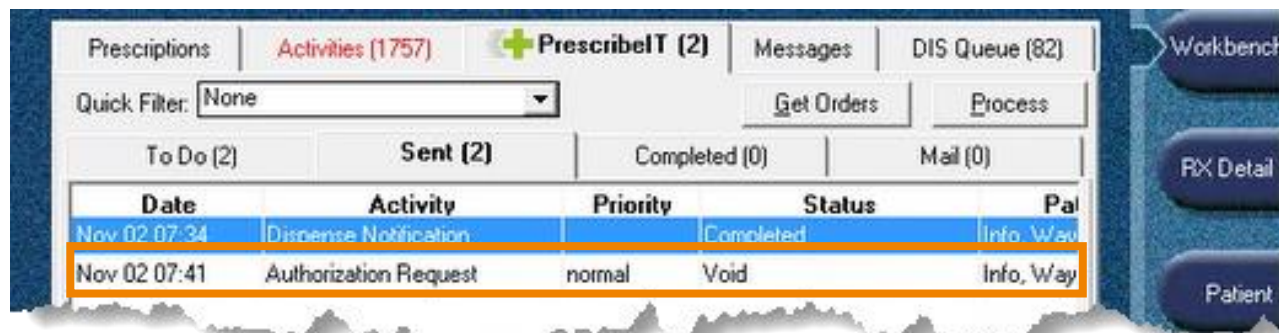 Prescriptions Activities (1757) PrescribeIT (2) Messages DIS Queue (82) Workbench
Quick Filter: None Get Orders Process
To Do (2) Sent (2) Completed (0) Mail (0) RX Detail
Date Activity Priority Status
Nov 02 07:34 Dispense Notification Completed Info, Way
Nov 02 07:41 Authorization Request normal Void Info, Way
Patient